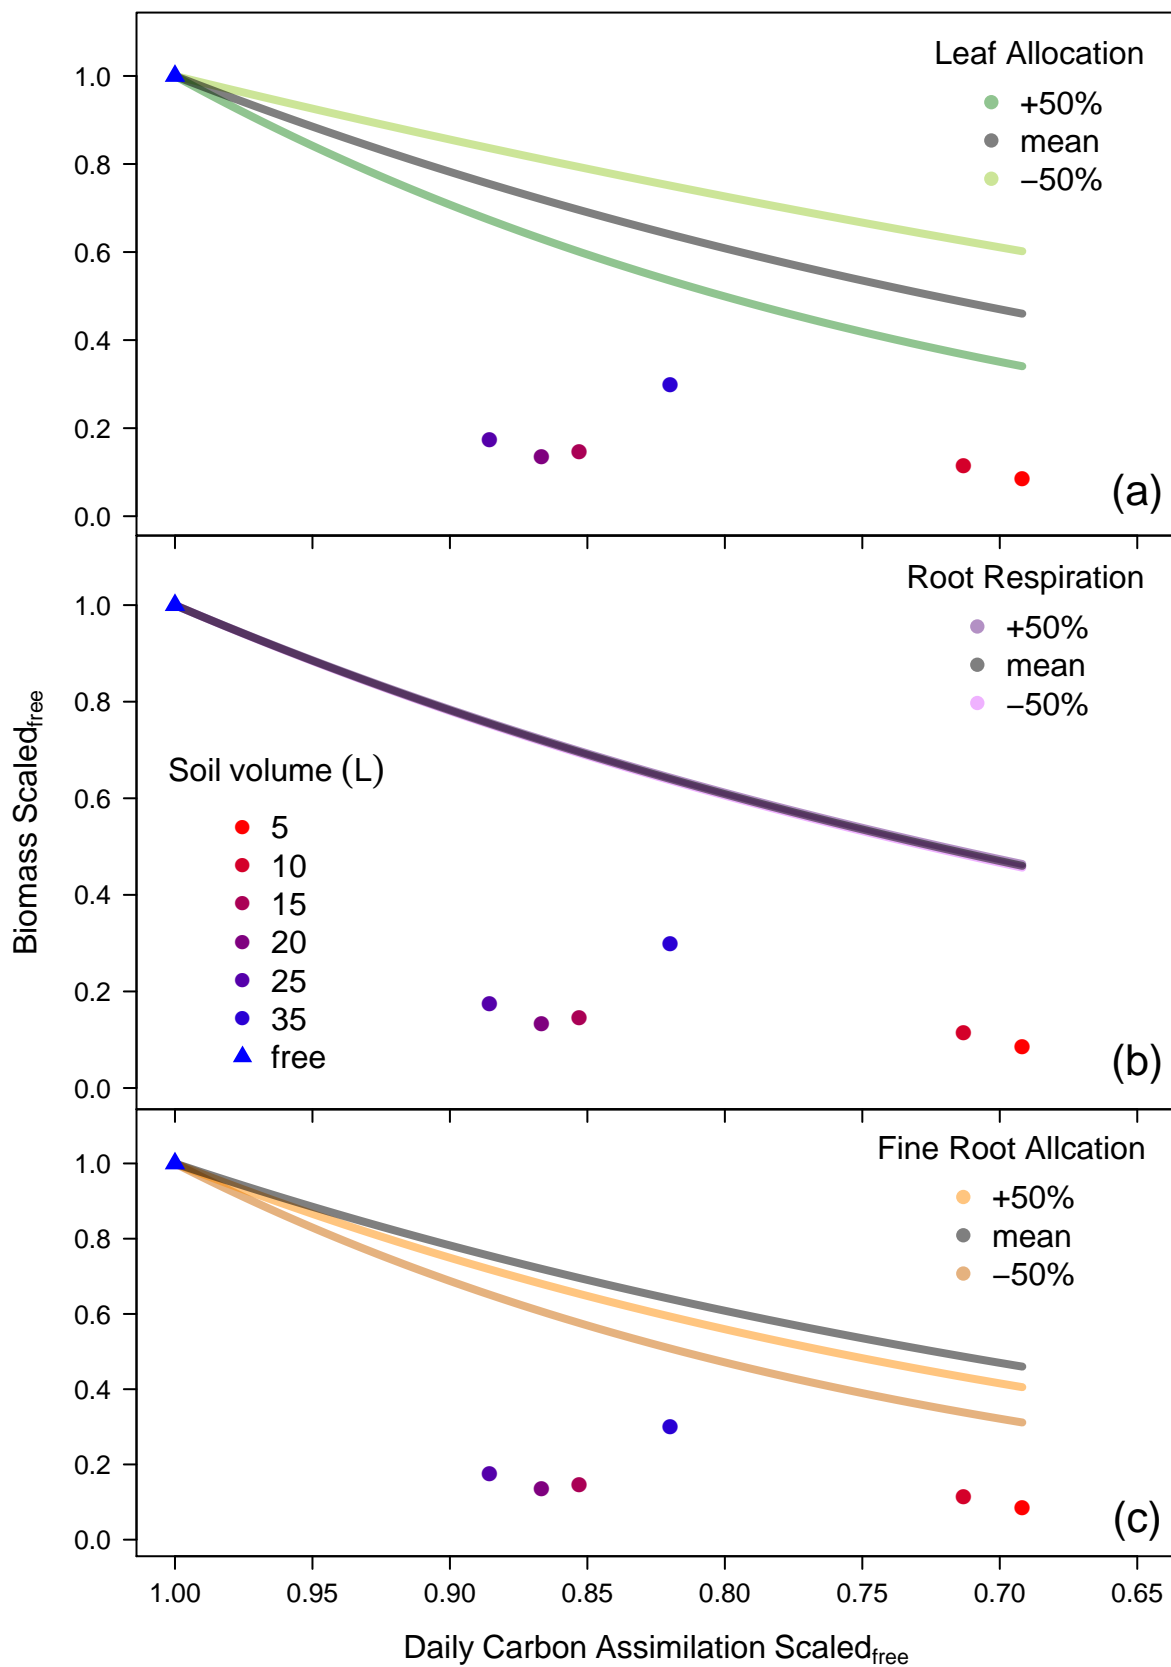 Leaf Allocation
+50%
mean
−50%
1.0
0.8
0.6
0.4
0.2
0.0
(a)
Root Respiration
+50%
mean
−50%
1.0
0.8
0.6
0.4
0.2
0.0
Soil volume (L)
5
10
15
20
25
35
free
(b)
Biomass Scaledfree
Fine Root Allcation
+50%
mean
−50%
1.0
0.8
0.6
0.4
0.2
0.0
(c)
1.00 0.95 0.90 0.85 0.80 0.75 0.70 0.65
Daily Carbon Assimilation Scaledfree